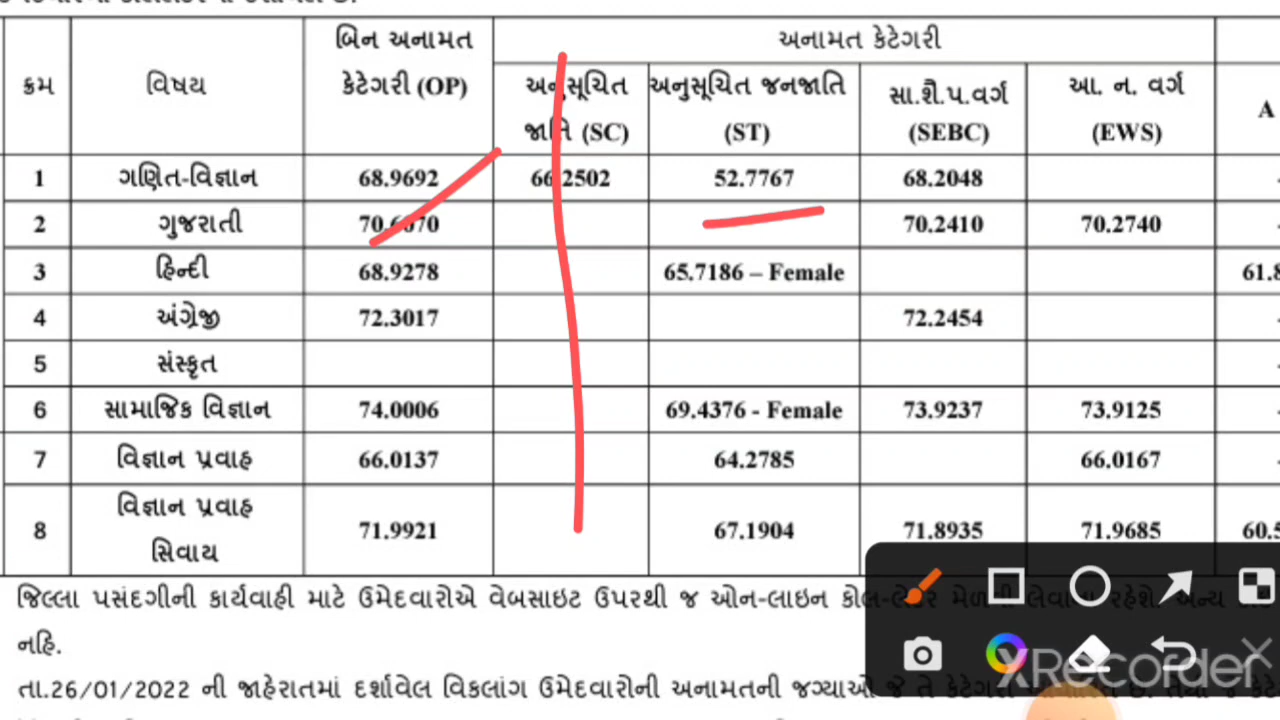 ક્રમ વિષય બિન અનામત કેટેગરી (OP) અનામત કેટેગરી
અનુસૂચિત જાતિ (SC) અનુસૂચિત જનજાતિ (ST) સા.શૈ.પ.વર્ગ (SEBC) આ. ન. વર્ગ (EWS) A
1 ગણિત-વિજ્ઞાન 68.9692 66.2502 52.7767 68.2048 -
2 ગુજરાતી 70.2410 70.2740 -
3 હિન્દી 68.9278 65.7186 – Female 61.8
4 અંગ્રેજી 72.3017 72.2454 -
5 સંસ્કૃત -
6 સામાજિક વિજ્ઞાન 74.0006 69.4376 - Female 73.9237 73.9125 -
7 વિજ્ઞાન પ્રવાહ 66.0137 64.2785 66.0167 -
8 વિજ્ઞાન પ્રવાહ સિવાય 71.9921 67.1904 71.8935 71.9685 60.5
જિલ્લા પસંદગીની કાર્યવાહી માટે ઉમેદવારોએ વેબસાઇટ ઉપરથી જ ઓન-લાઇન કોલ-લેટર મેળવી લેવાના રહેશે. અન્ય
નહિ.
તા.26/01/2022 ની જાહેરાતમાં દર્શાવેલ વિકલાંગ ઉમેદવારોની અનામતની જગ્યાઓ જે તે કેટેગરી
XRecorder